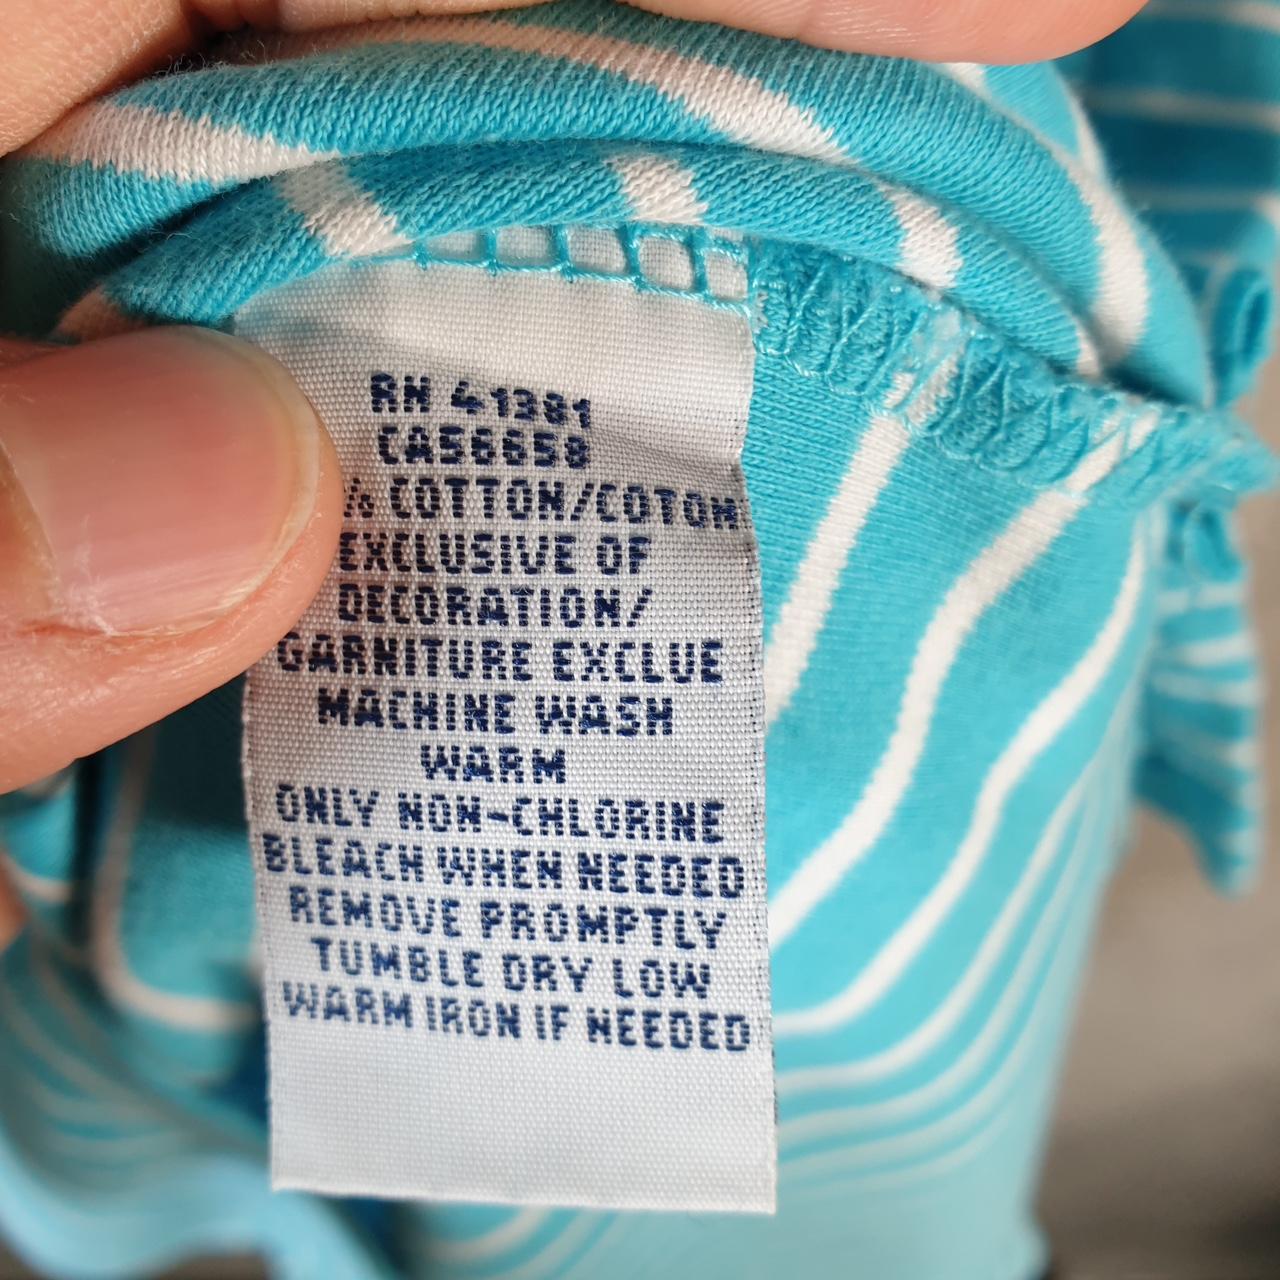 RN 41381
CA56658
% COTTON/COTON
EXCLUSIVE OF
DECORATION/
GARNITURE EXCLUE
MACHINE WASH
WARM
ONLY NON-CHLORINE
BLEACH WHEN NEEDED
REMOVE PROMPTLY
TUMBLE DRY LOW
WARM IRON IF NEEDED